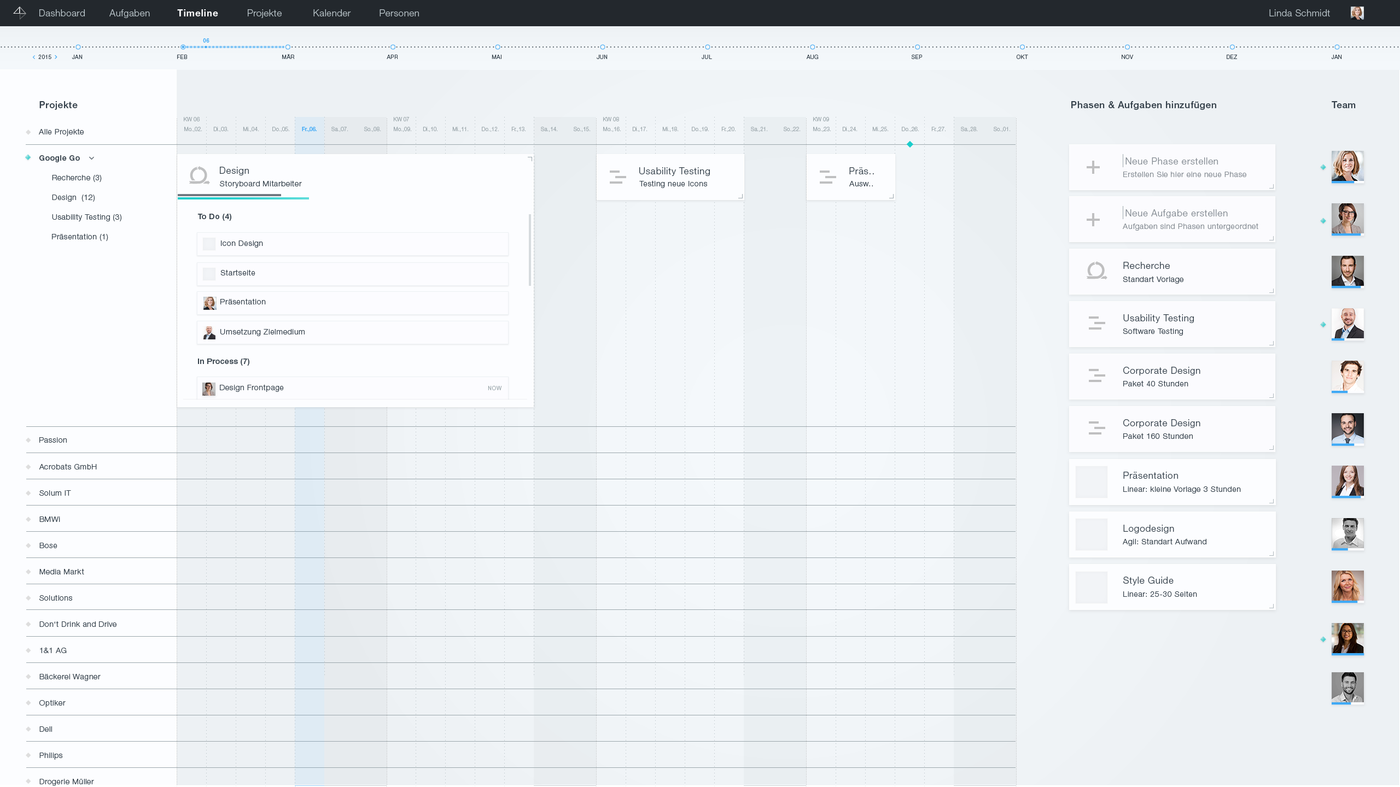 Dashboard Aufgaben Timeline Projekte Kalender Personen Linda Schmidt
06
‹ 2015 › JAN FEB MÄR APR MAI JUN JUL AUG SEP OKT NOV DEZ JAN
Projekte
Alle Projekte
Google Go
Recherche (3)
Design (12)
Usability Testing (3)
Präsentation (1)
Passion
Acrobats GmbH
Solum IT
BMWi
Bose
Media Markt
Solutions
Don't Drink and Drive
1&1 AG
Bäckerei Wagner
Optiker
Dell
Philips
Drogerie Müller
KW 06 KW 07 KW 08 KW 09
Mo.,02. Di.,03. Mi.,04. Do.,05. Fr.,06. Sa.,07. So.,08. Mo.,09. Di.,10. Mi.,11. Do.,12. Fr.,13. Sa.,14. So.,15. Mo.,16. Di.,17. Mi.,18. Do.,19. Fr.,20. Sa.,21. So.,22. Mo.,23. Di.,24. Mi.,25. Do.,26. Fr.,27. Sa.,28. So.,01.
Design
Storyboard Mitarbeiter
To Do (4)
Icon Design
Startseite
Präsentation
Umsetzung Zielmedium
In Process (7)
Design Frontpage NOW
Usability Testing
Testing neue Icons
Präs..
Ausw..
Phasen & Aufgaben hinzufügen
Neue Phase erstellen
Erstellen Sie hier eine neue Phase
Neue Aufgabe erstellen
Aufgaben sind Phasen untergeordnet
Recherche
Standart Vorlage
Usability Testing
Software Testing
Corporate Design
Paket 40 Stunden
Corporate Design
Paket 160 Stunden
Präsentation
Linear: kleine Vorlage 3 Stunden
Logodesign
Agil: Standart Aufwand
Style Guide
Linear: 25-30 Seiten
Team